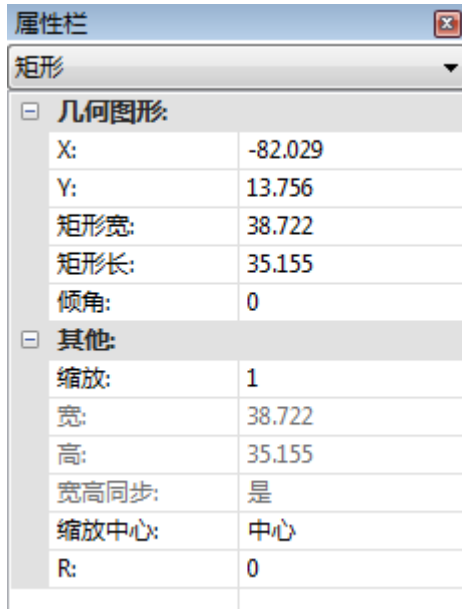 属性栏
矩形
几何图形:
X: -82.029
Y: 13.756
矩形宽: 38.722
矩形长: 35.155
倾角: 0
其他:
缩放: 1
宽: 38.722
高: 35.155
宽高同步: 是
缩放中心: 中心
R: 0